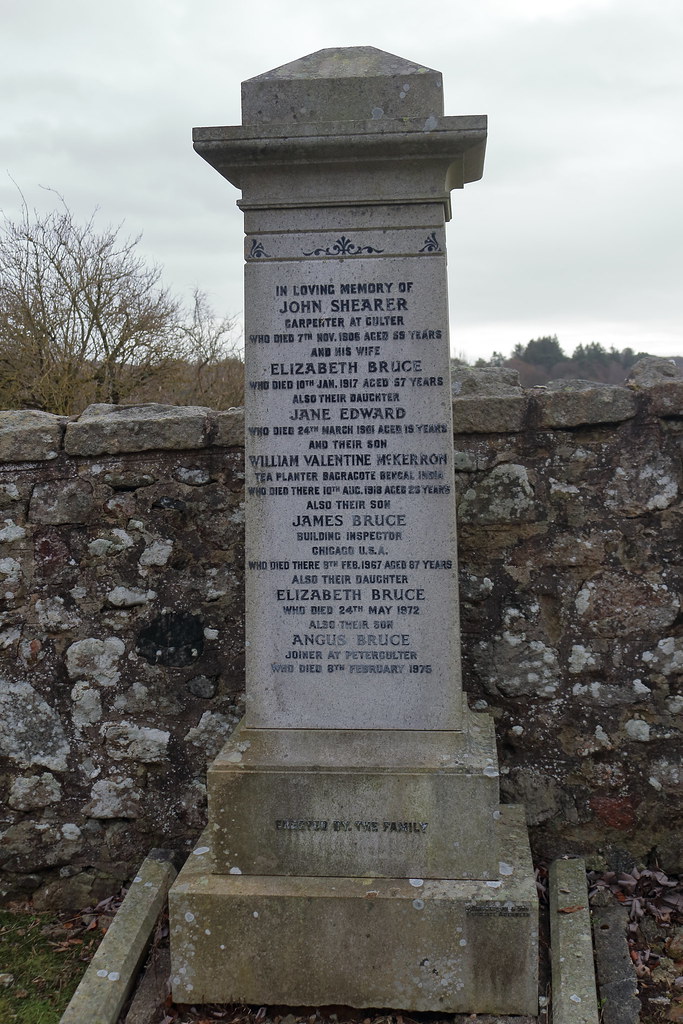 IN LOVING MEMORY OF
JOHN SHEARER
CARPENTER AT CULTER
WHO DIED 7TH NOV. 1906 AGED 59 YEARS
AND HIS WIFE
ELIZABETH BRUCE
WHO DIED 10TH JAN. 1917 AGED 57 YEARS
ALSO THEIR DAUGHTER
JANE EDWARD
WHO DIED 24TH MARCH 1901 AGED 19 YEARS
AND THEIR SON
WILLIAM VALENTINE MCKERRON
TEA PLANTER BAGRACOTE BENGAL INDIA
WHO DIED THERE 10TH AUG. 1918 AGED 25 YEARS
ALSO THEIR SON
JAMES BRUCE
BUILDING INSPECTOR
CHICAGO U.S.A.
WHO DIED THERE 9TH FEB. 1967 AGED 87 YEARS
ALSO THEIR DAUGHTER
ELIZABETH BRUCE
WHO DIED 24TH MAY 1972
ALSO THEIR SON
ANGUS BRUCE
JOINER AT PETERCULTER
WHO DIED 8TH FEBRUARY 1975
ERECTED BY THE FAMILY